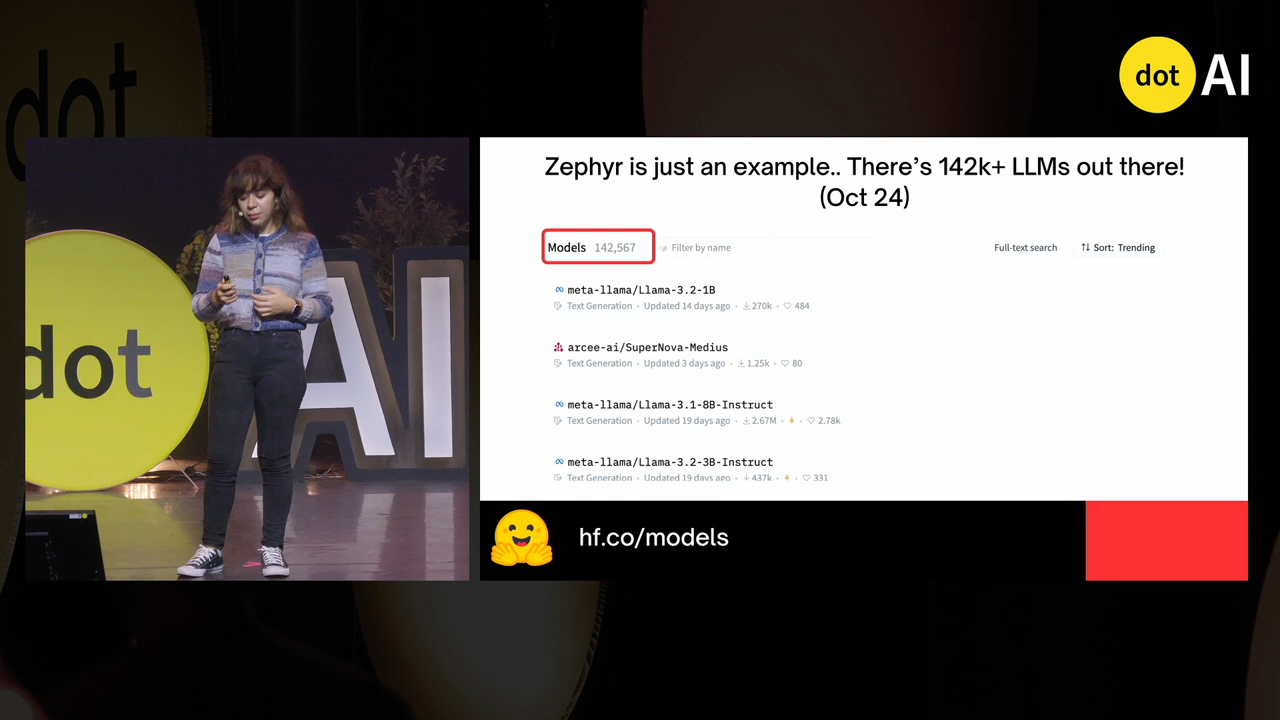 dot
dot AI
dot AI
Zephyr is just an example.. There's 142k+ LLMs out there!
(Oct 24)
Models 142,567
Filter by name
Full-text search
Sort: Trending
meta-llama/Llama-3.2-1B
Text Generation • Updated 14 days ago • 270k • 484
arcee-ai/SuperNova-Medius
Text Generation • Updated 3 days ago • 1.25k • 80
meta-llama/Llama-3.1-8B-Instruct
Text Generation • Updated 19 days ago • 2.67M • 2.78k
meta-llama/Llama-3.2-3B-Instruct
Text Generation • Updated 19 days ago • 437k • 331
hf.co/models